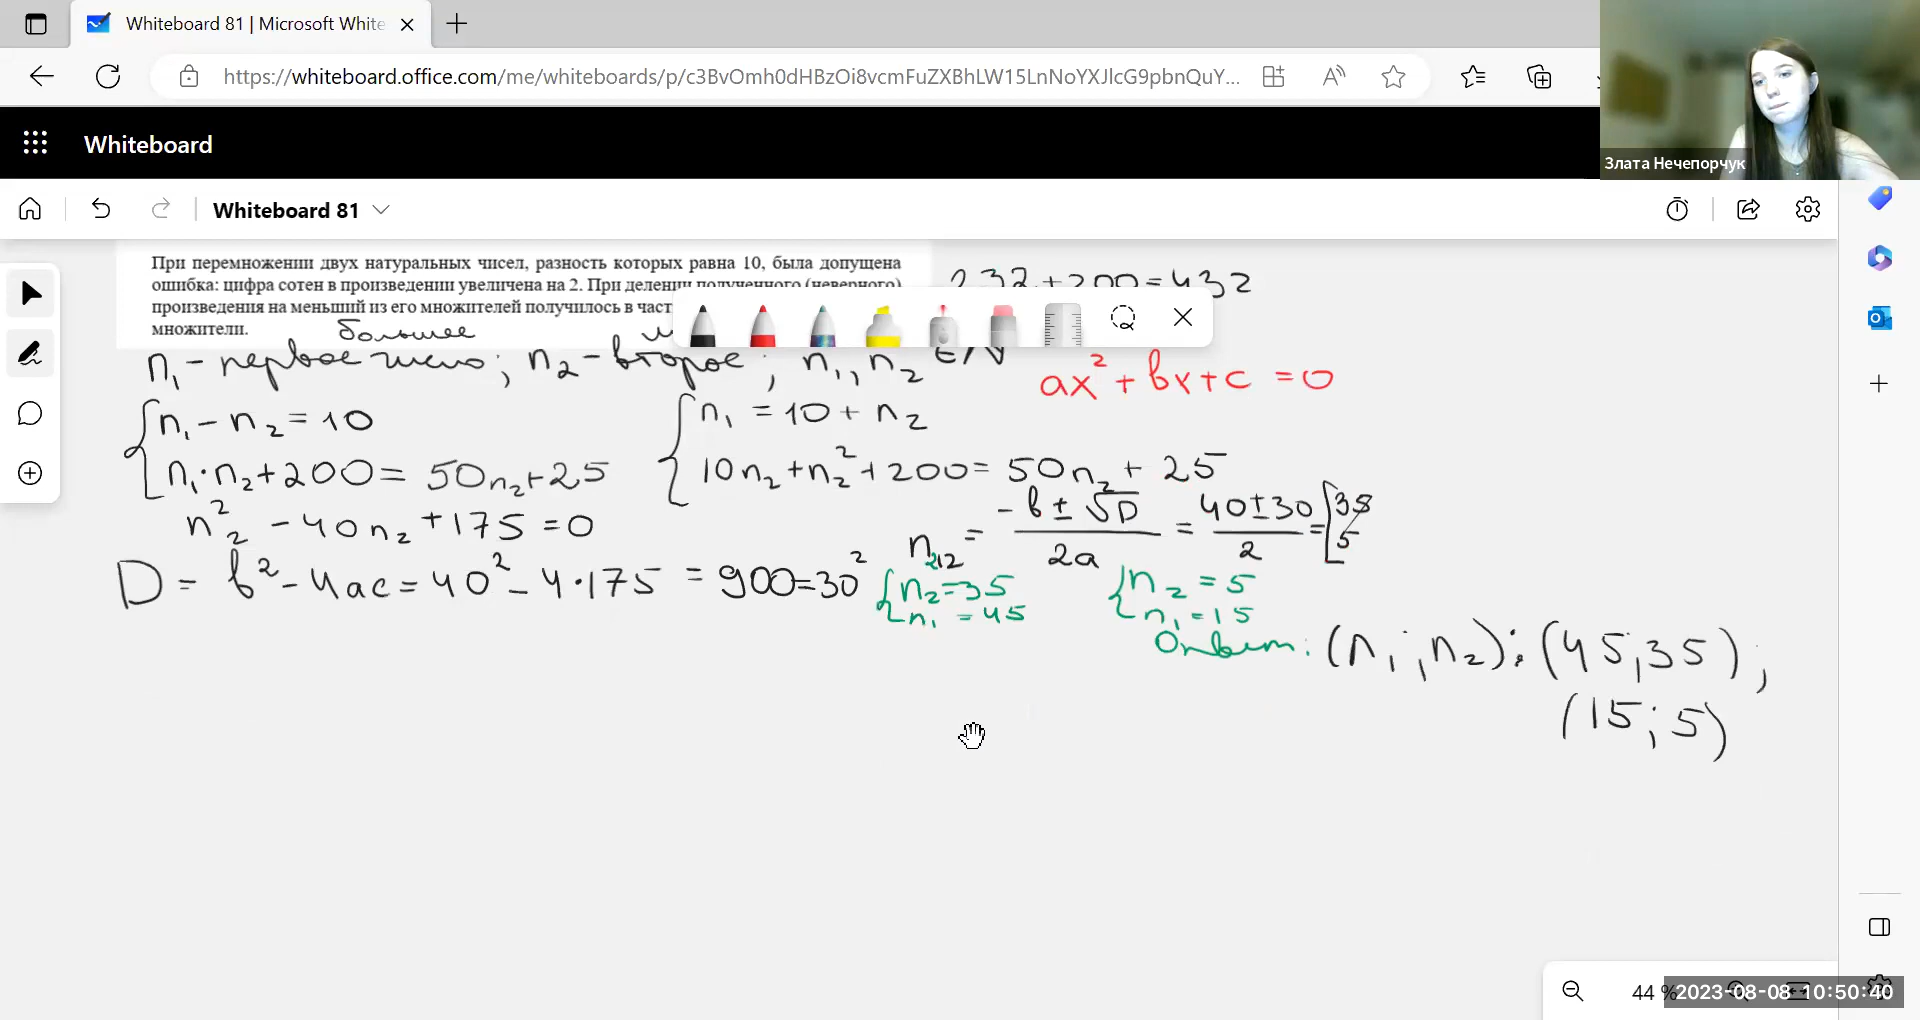 Whiteboard 81 | Microsoft White
https://whiteboard.office.com/me/whiteboards/p/c3BvOmh0dHBzOi8vcmFuZXBhLW15LnNoYXJlcG9pbnQuY...
Злата Нечепорчук
Whiteboard
Whiteboard 81
При перемножении двух натуральных чисел, разность которых равна 10, была допущена
ошибка: цифра сотен в произведении увеличена на 2. При делении полученного (неверного)
произведения на меньший из его множителей получилось в част
множители.
232 + 200 = 432
большее
n₁ - первое число; n₂ - второе; n₁, n₂ ∈ N
ax² + bx + c = 0
{ n₁ - n₂ = 10
n₁ · n₂ + 200 = 50n₂ + 25
{ n₁ = 10 + n₂
10n₂ + n₂² + 200 = 50n₂ + 25
n₂² - 40n₂ + 175 = 0
n₂₁₂ = -b ± √D / 2a = 40 ± 30 / 2 = [ 35
5
D = b² - 4ac = 40² - 4 · 175 = 900 = 30²
{ n₂ = 35
n₁ = 45
{ n₂ = 5
n₁ = 15
Ответ: (n₁; n₂): (45; 35);
(15; 5)
44 %
2023-08-08 10:50:40